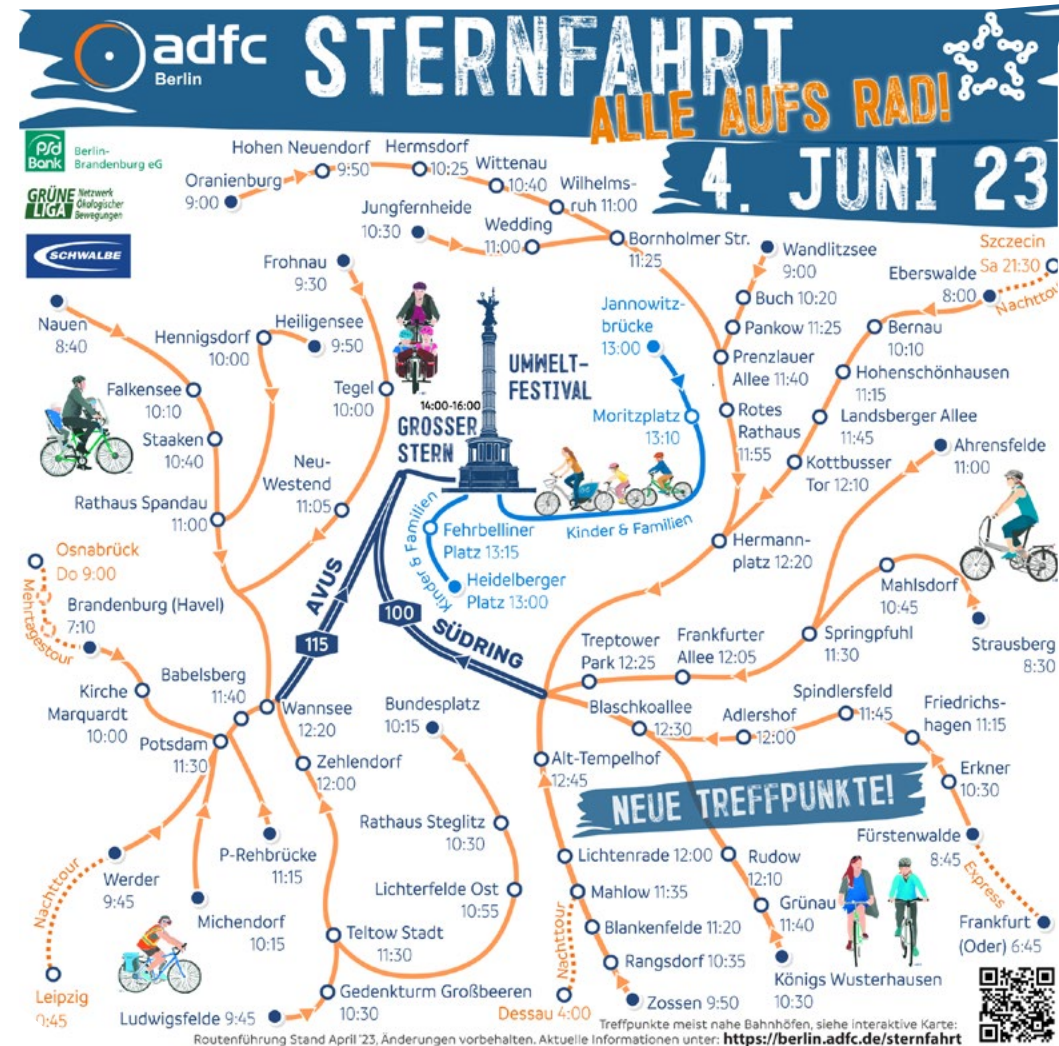 adfc
Berlin
STERNFAHRT
ALLE AUFS RAD!
4. JUNI 23
PSd
Bank
Berlin-
Brandenburg eG
GRÜNE
LIGA
Netzwerk
Ökologischer
Bewegungen
SCHWALBE
Oranienburg
9:00
Hohen Neuendorf
9:50
Hermsdorf
10:25
Wittenau
10:40
Wilhelms-
ruh 11:00
Jungfernheide
10:30
Wedding
11:00
Bornholmer Str.
11:25
Wandlitzsee
9:00
Buch 10:20
Pankow 11:25
Prenzlauer
Allee 11:40
Rotes
Rathaus
11:55
Szczecin
Sa 21:30
Nachttour
Eberswalde
8:00
Bernau
10:10
Hohenschönhausen
11:15
Landsberger Allee
11:45
Kottbusser
Tor 12:10
Hermann-
platz 12:20
Frohnau
9:30
Tegel
10:00
Neu-
Westend
11:05
Nauen
8:40
Falkensee
10:10
Staaken
10:40
Rathaus Spandau
11:00
Hennigsdorf
10:00
Heiligensee
9:50
14:00-16:00
GROSSER
STERN
UMWELT-
FESTIVAL
Jannowitz-
brücke
13:00
Moritzplatz
13:10
Kinder & Familien
Kinder & Familien
Fehrbelliner
Platz 13:15
Heidelberger
Platz 13:00
Ahrensfelde
11:00
Mahlsdorf
10:45
Strausberg
8:30
Springpfuhl
11:30
Frankfurter
Allee 12:05
Treptower
Park 12:25
AVUS
115
100
SÜDRING
Osnabrück
Do 9:00
Mehrtagestour
Brandenburg (Havel)
7:10
Kirche
Marquardt
10:00
Potsdam
11:30
Babelsberg
11:40
Wannsee
12:20
Zehlendorf
12:00
Bundesplatz
10:15
Rathaus Steglitz
10:30
Lichterfelde Ost
10:55
Teltow Stadt
11:30
Gedenkturm Großbeeren
10:30
Ludwigsfelde 9:45
P-Rehbrücke
11:15
Michendorf
10:15
Werder
9:45
Nachttour
Leipzig
0:45
Blaschkoallee
12:30
Adlershof
12:00
Spindlersfeld
11:45
Friedrichs-
hagen 11:15
Erkner
10:30
Fürstenwalde
8:45
Express
Frankfurt
(Oder) 6:45
Alt-Tempelhof
12:45
NEUE TREFFPUNKTE!
Lichtenrade 12:00
Mahlow 11:35
Blankenfelde 11:20
Rangsdorf 10:35
Zossen 9:50
Nachttour
Dessau 4:00
Rudow
12:10
Grünau
11:40
Königs Wusterhausen
10:30
Treffpunkte meist nahe Bahnhöfen, siehe interaktive Karte:
Routenführung Stand April '23, Änderungen vorbehalten. Aktuelle Informationen unter: https://berlin.adfc.de/sternfahrt